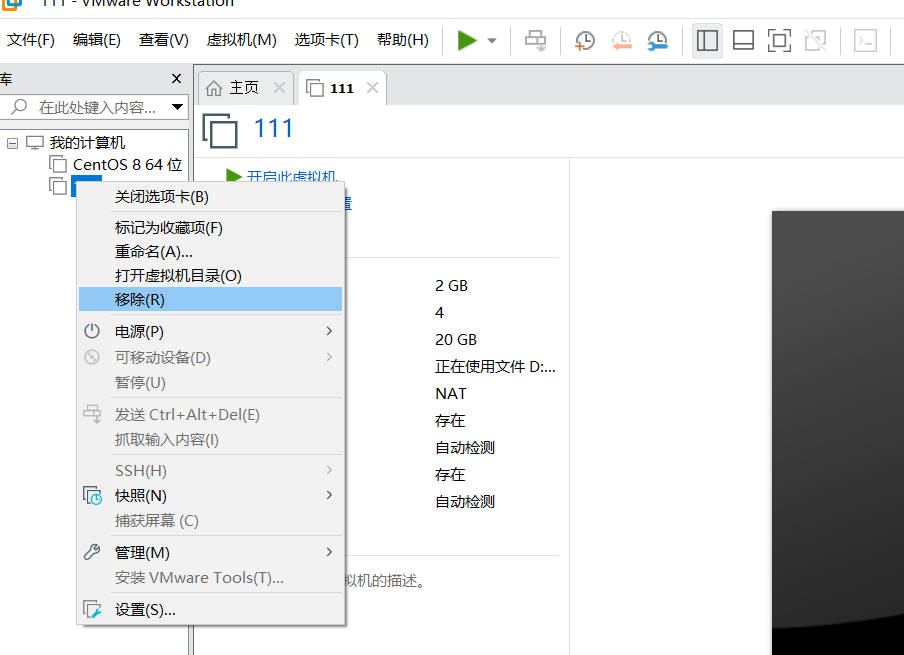 111 - VMware Workstation
文件(F) 编辑(E) 查看(V) 虚拟机(M) 选项卡(T) 帮助(H)
库
在此处键入内容...
我的计算机
CentOS 8 64 位
主页
111
111
开启此虚拟机
关闭选项卡(B)
标记为收藏项(F)
重命名(A)...
打开虚拟机目录(O)
移除(R)
电源(P)
可移动设备(D)
暂停(U)
发送 Ctrl+Alt+Del(E)
抓取输入内容(I)
SSH(H)
快照(N)
捕获屏幕 (C)
管理(M)
安装 VMware Tools(T)...
设置(S)...
2 GB
4
20 GB
正在使用文件 D:...
NAT
存在
自动检测
存在
自动检测
拟机的描述。